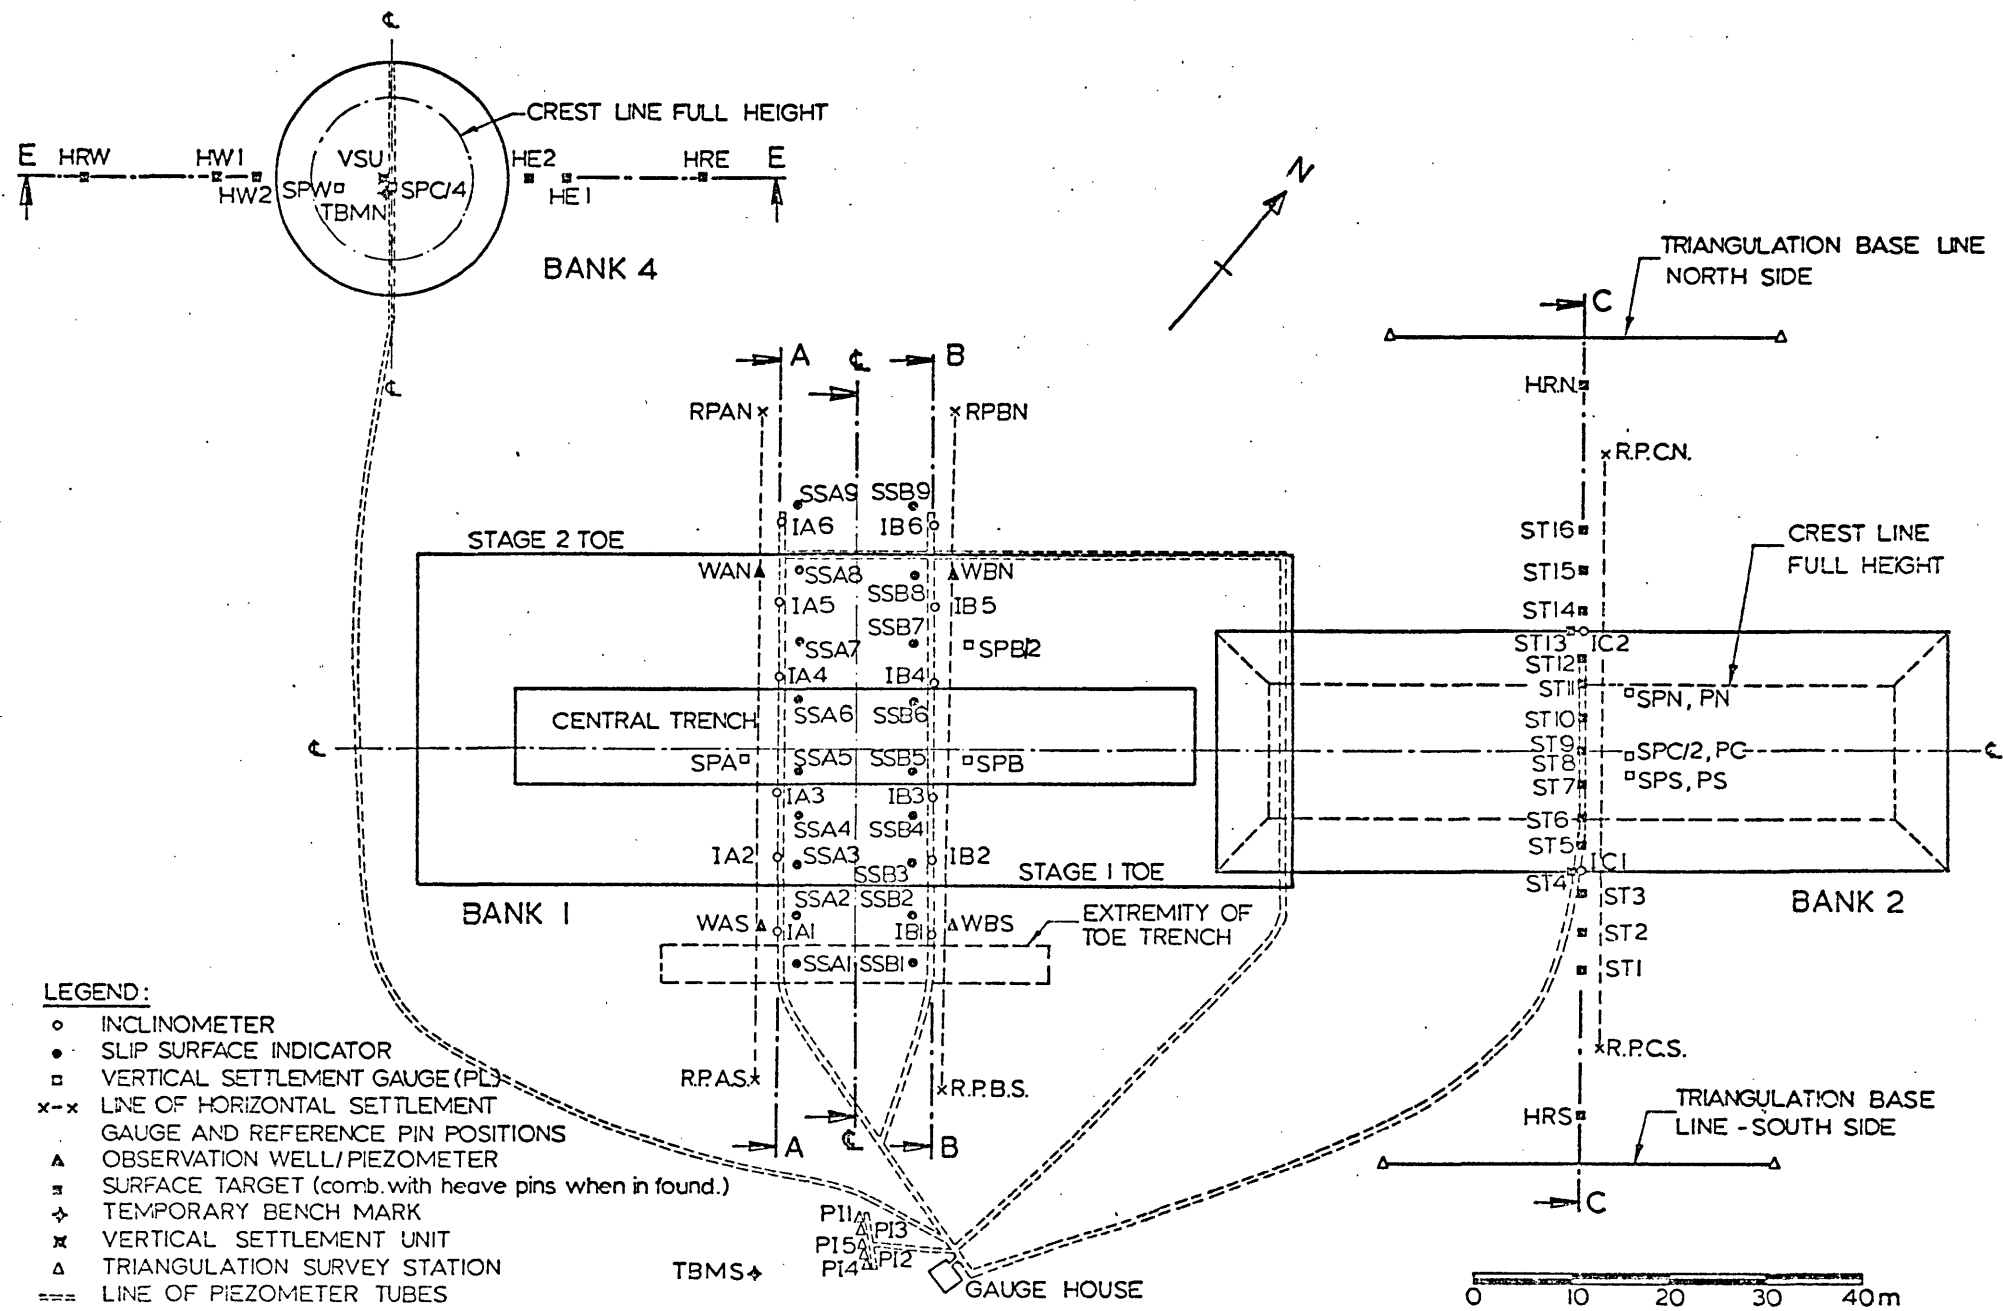 ℄
CREST LINE FULL HEIGHT
E HRW HW1 VSU HE2 HRE E
HW2 SPW SPC/4 HE1
TBMN
BANK 4
℄
N
TRIANGULATION BASE LINE
NORTH SIDE
C
A ℄ B
HRN.
RPAN RPBN
R.P.C.N.
SSA9 SSB9
IA6 IB6
ST16
CREST LINE
FULL HEIGHT
STAGE 2 TOE
WAN SSA8 WBN
ST15
SSB8
IA5 IB5
ST14
SSB7
SSA7 SPB/2
ST13 IC2
ST12
IA4 IB4
ST11
SPN, PN
CENTRAL TRENCH SSA6 SSB6
ST10
℄
ST9
SPC/2, PC
℄
SPA SSA5 SSB5 SPB
ST8
SPS, PS
ST7
IA3 IB3
SSA4 SSB4
ST6
IA2 SSA3 IB2
ST5
IC1
SSB3
STAGE 1 TOE
ST4
ST3
SSA2 SSB2
BANK 1
BANK 2
WAS IA1 IB1 WBS
EXTREMITY OF
TOE TRENCH
ST2
SSA1 SSB1
ST1
R.P.C.S.
R.P.A.S. R.P.B.S.
HRS
TRIANGULATION BASE
LINE - SOUTH SIDE
A ℄ B
C
LEGEND:
INCLINOMETER
SLIP SURFACE INDICATOR
VERTICAL SETTLEMENT GAUGE (PL)
x-x LINE OF HORIZONTAL SETTLEMENT
GAUGE AND REFERENCE PIN POSITIONS
OBSERVATION WELL/PIEZOMETER
SURFACE TARGET (comb. with heave pins when in found.)
TEMPORARY BENCH MARK
VERTICAL SETTLEMENT UNIT
TRIANGULATION SURVEY STATION
LINE OF PIEZOMETER TUBES
PI1
PI3
PI5
PI2
PI4
TBMS
GAUGE HOUSE
0 10 20 30 40m